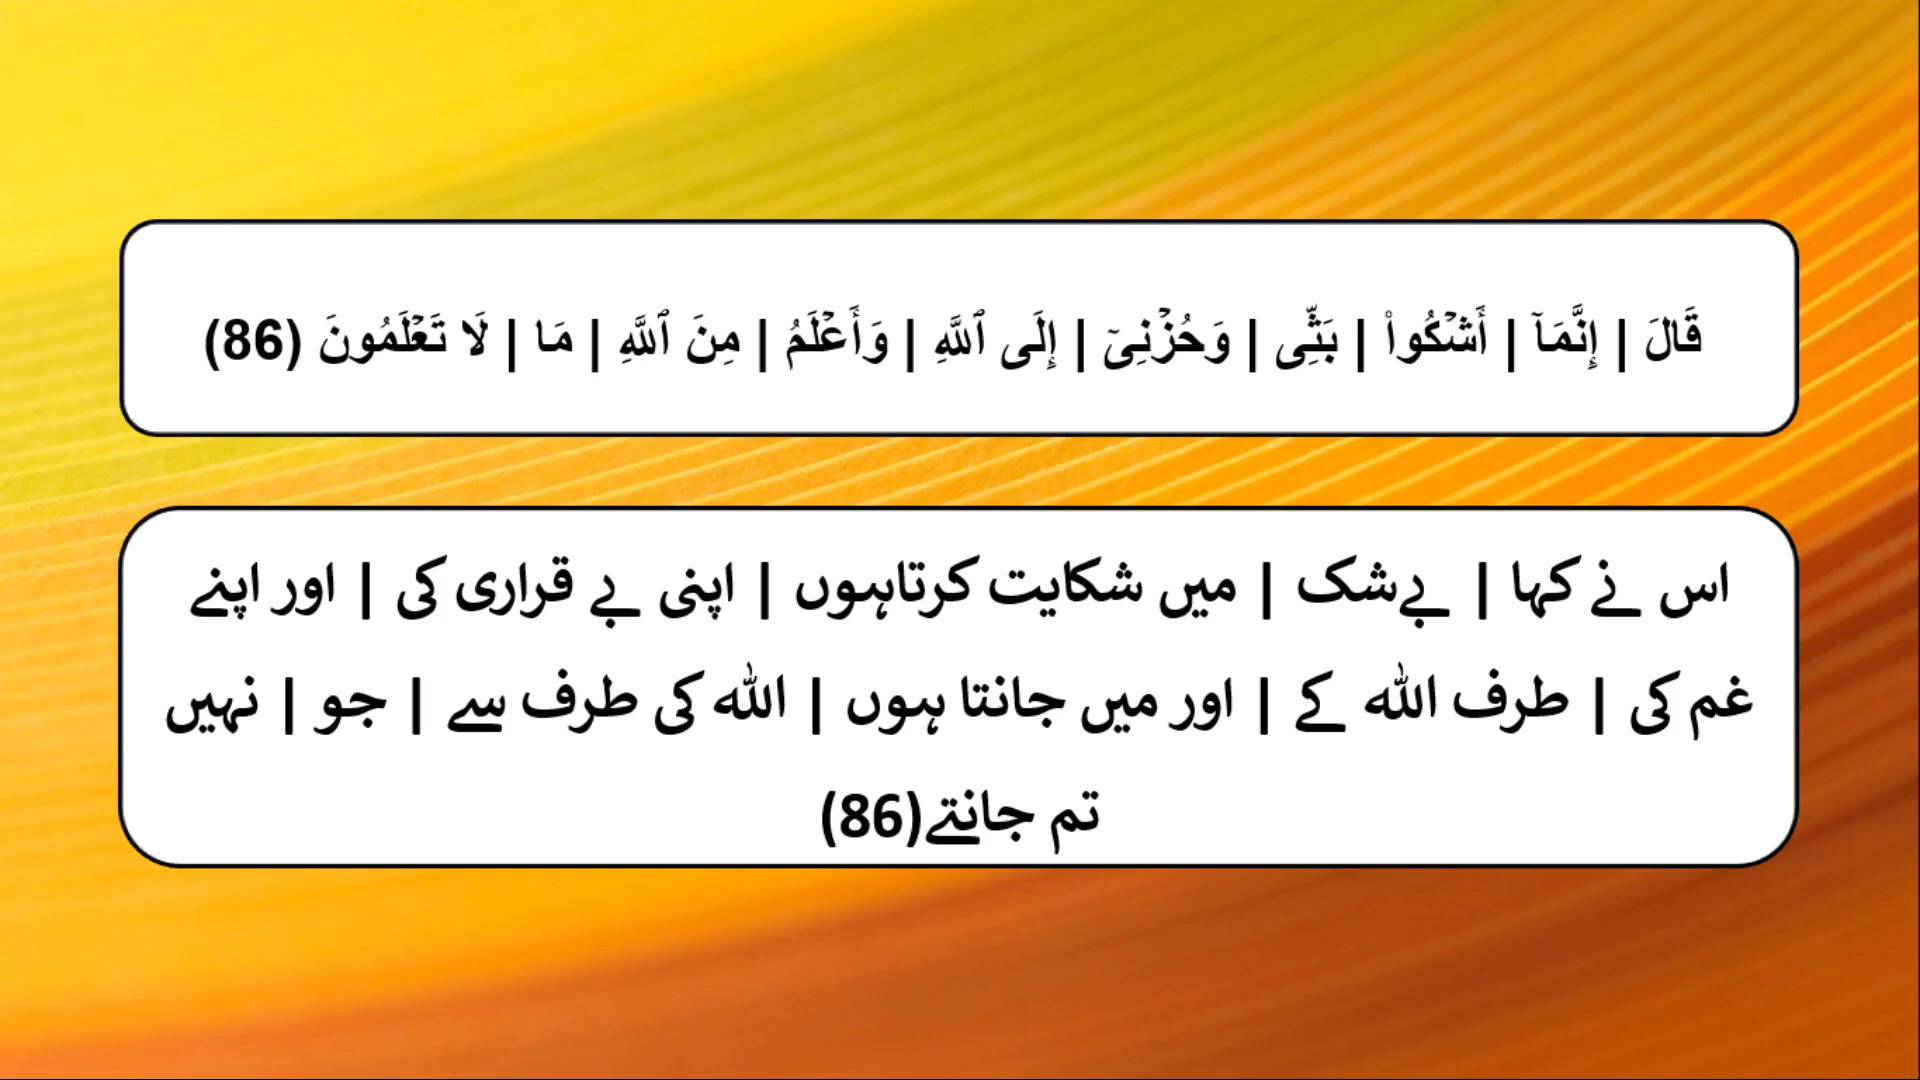 قَالَ | إِنَّمَآ | أَشْكُوا۟ | بَثِّى | وَحُزْنِىٓ | إِلَى ٱللَّهِ | وَأَعْلَمُ | مِنَ ٱللَّهِ | مَا | لَا تَعْلَمُونَ (86)
اس نے کہا | بےشک | میں شکایت کرتاہوں | اپنی بے قراری کی | اور اپنے
غم کی | طرف اللہ کے | اور میں جانتا ہوں | اللہ کی طرف سے | جو | نہیں
تم جانتے(86)